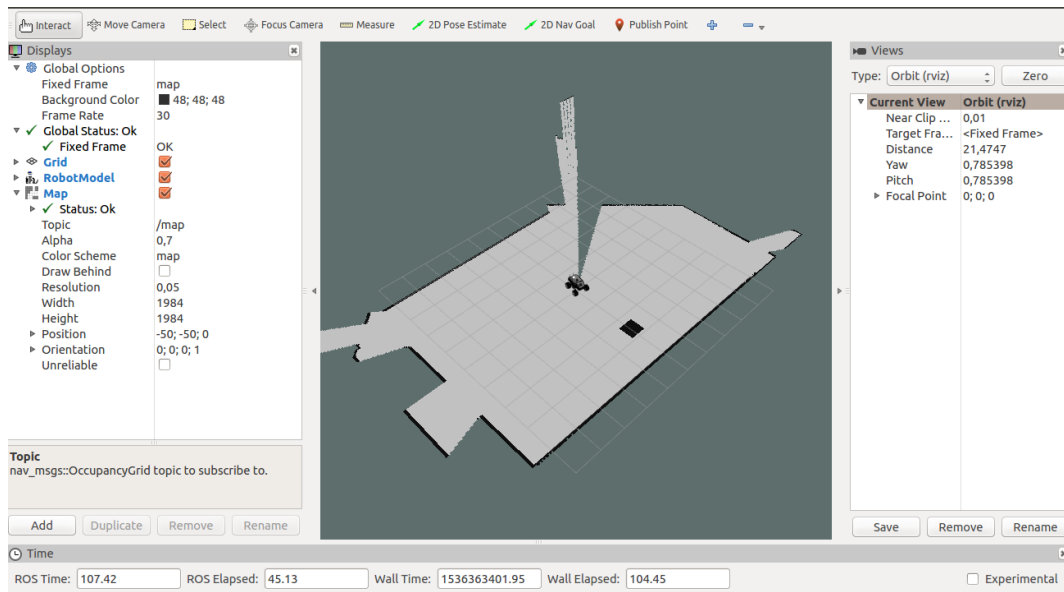 Interact Move Camera Select Focus Camera Measure 2D Pose Estimate 2D Nav Goal Publish Point
Displays
Global Options
Fixed Frame map
Background Color 48; 48; 48
Frame Rate 30
Global Status: Ok
Fixed Frame OK
Grid
RobotModel
Map
Status: Ok
Topic /map
Alpha 0,7
Color Scheme map
Draw Behind
Resolution 0,05
Width 1984
Height 1984
Position -50; -50; 0
Orientation 0; 0; 0; 1
Unreliable
Topic
nav_msgs::OccupancyGrid topic to subscribe to.
Add Duplicate Remove Rename
Views
Type: Orbit (rviz) Zero
Current View Orbit (rviz)
Near Clip ... 0,01
Target Fra... <Fixed Frame>
Distance 21,4747
Yaw 0,785398
Pitch 0,785398
Focal Point 0; 0; 0
Save Remove Rename
Time
ROS Time: 107.42 ROS Elapsed: 45.13 Wall Time: 1536363401.95 Wall Elapsed: 104.45 Experimental